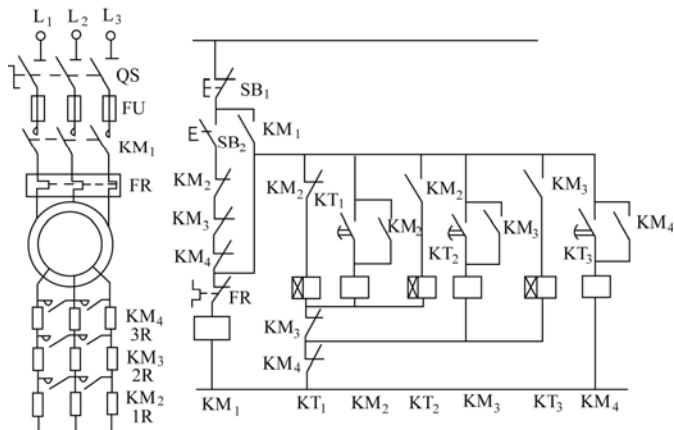 L₁ L₂ L₃
QS
FU
KM₁
FR
KM₄
3R
KM₃
2R
KM₂
1R
SB₁
SB₂
KM₁
KM₂
KM₃
KM₄
FR
KM₂
KT₁
KM₂
KM₂
KT₂
KM₃
KM₃
KT₃
KM₄
KM₃
KM₄
KM₁ KT₁ KM₂ KT₂ KM₃ KT₃ KM₄